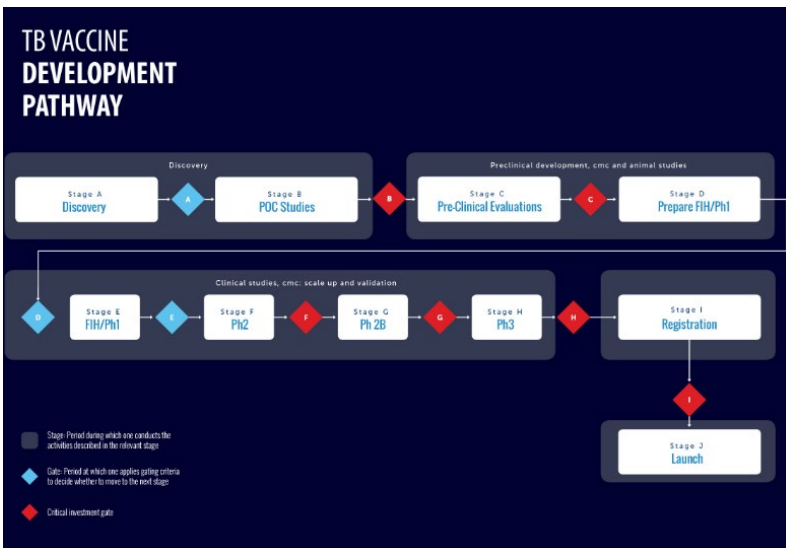 TB VACCINE
DEVELOPMENT
PATHWAY
Discovery
Stage A
Discovery
A
Stage B
POC Studies
B
Preclinical development, cmc and animal studies
Stage C
Pre-Clinical Evaluations
C
Stage D
Prepare FIH/Ph1
Clinical studies, cmc: scale up and validation
D
Stage E
FIH/Ph1
E
Stage F
Ph2
F
Stage G
Ph 2B
G
Stage H
Ph3
H
Stage I
Registration
I
Stage J
Launch
Stage: Period during which one conducts the
activities described in the relevant stage
Gate: Period at which one applies gating criteria
to decide whether to move to the next stage
Critical investment gate